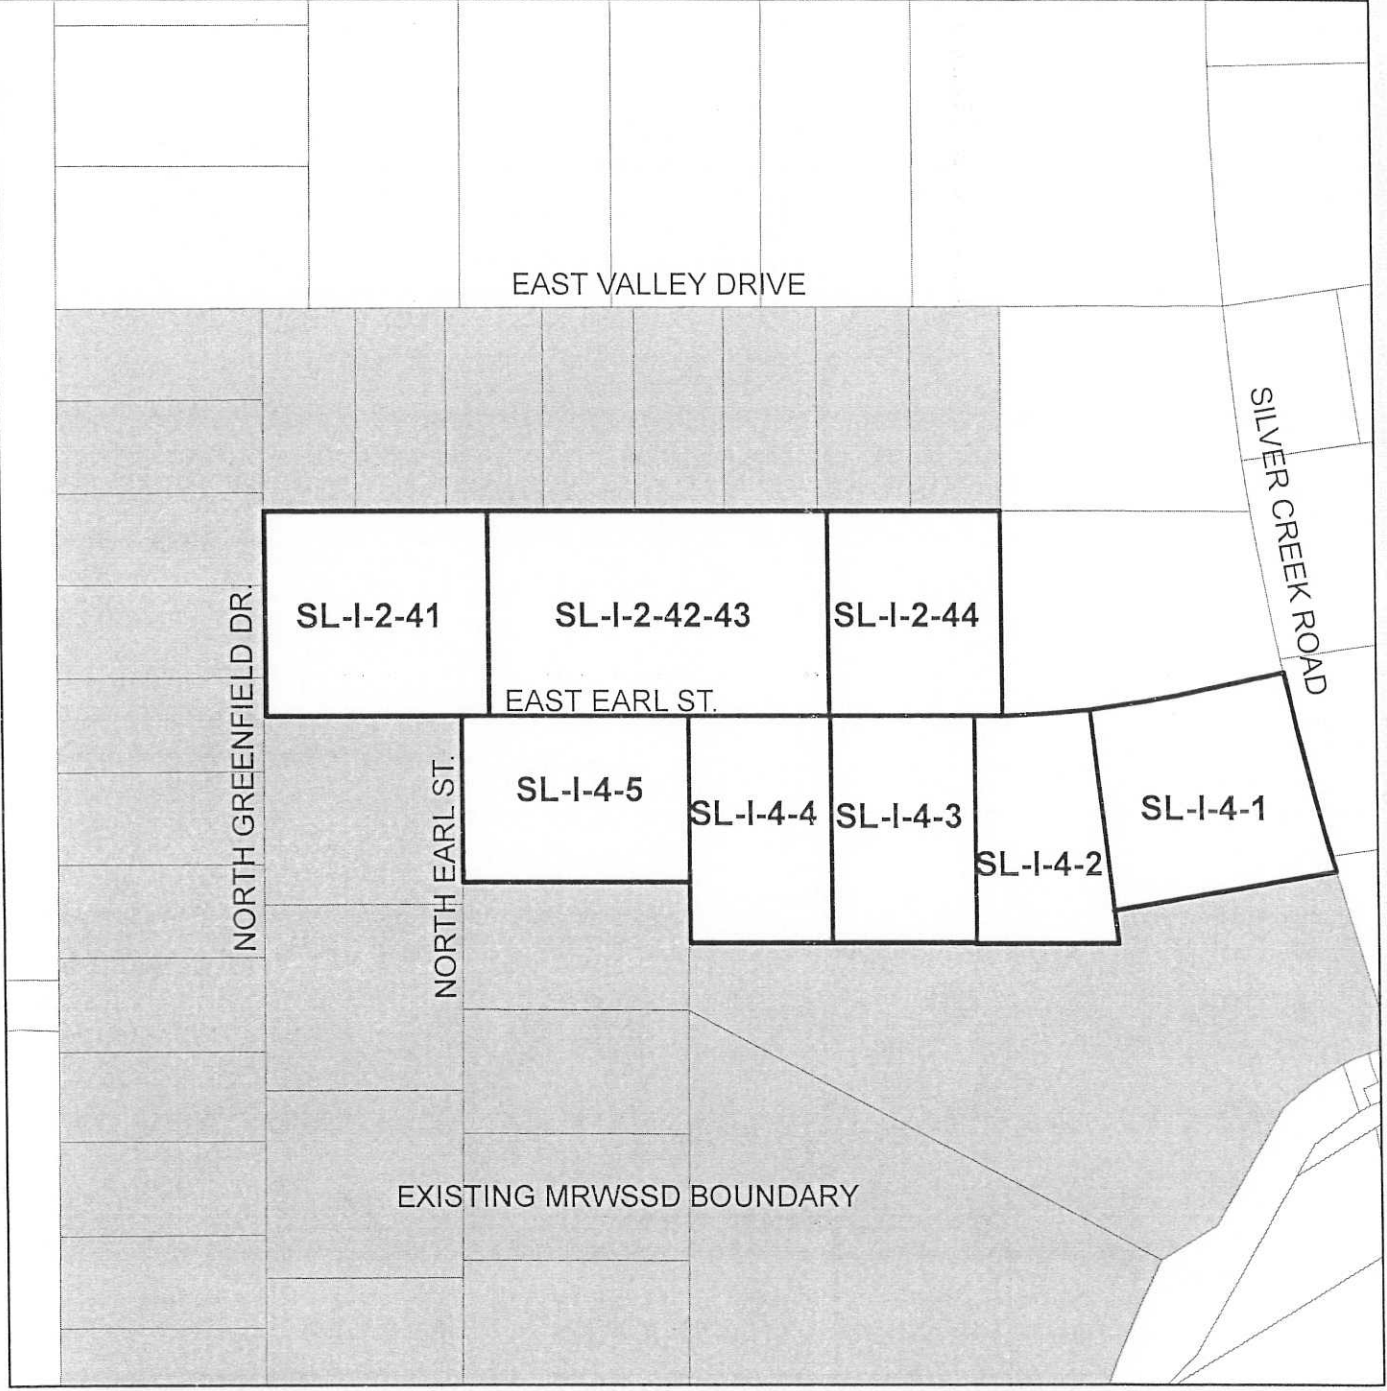 EAST VALLEY DRIVE
SILVER CREEK ROAD
SL-I-2-41
SL-I-2-42-43
SL-I-2-44
NORTH GREENFIELD DR.
EAST EARL ST.
NORTH EARL ST.
SL-I-4-5
SL-I-4-4
SL-I-4-3
SL-I-4-2
SL-I-4-1
EXISTING MRWSSD BOUNDARY